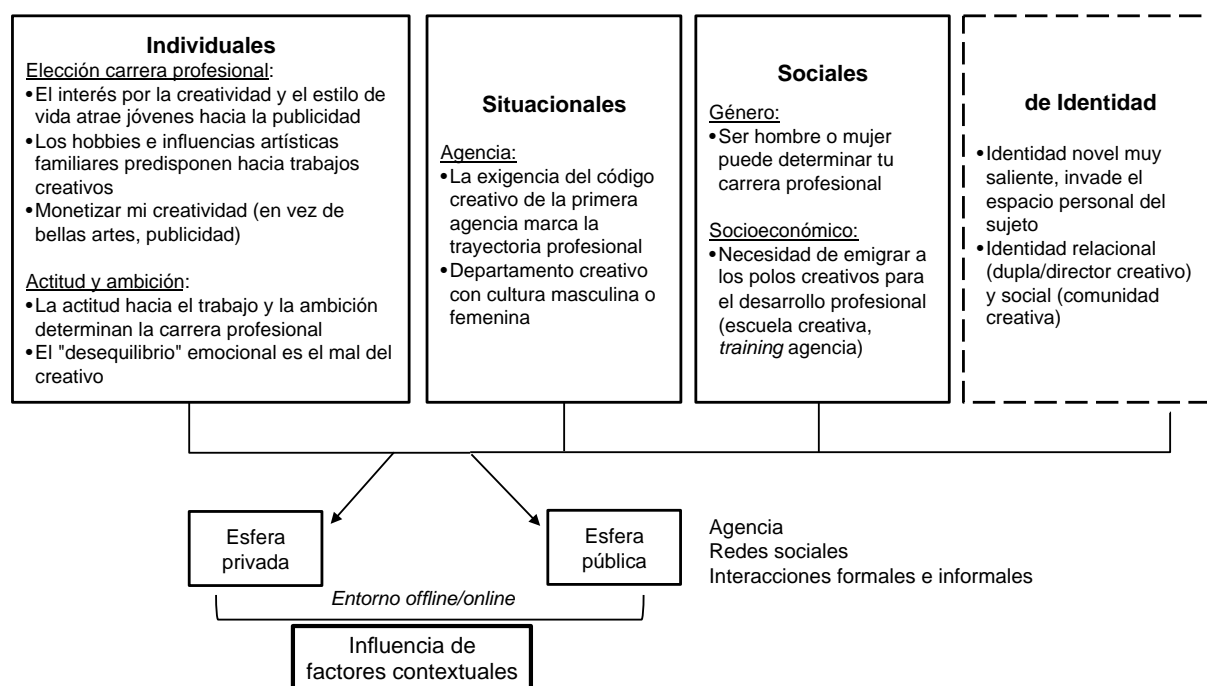 Individuales
Elección carrera profesional:
•El interés por la creatividad y el estilo de
vida atrae jóvenes hacia la publicidad
•Los hobbies e influencias artísticas
familiares predisponen hacia trabajos
creativos
•Monetizar mi creatividad (en vez de
bellas artes, publicidad)
Actitud y ambición:
•La actitud hacia el trabajo y la ambición
determinan la carrera profesional
•El "desequilibrio" emocional es el mal del
creativo
Situacionales
Agencia:
•La exigencia del código
creativo de la primera
agencia marca la
trayectoria profesional
•Departamento creativo
con cultura masculina o
femenina
Sociales
Género:
•Ser hombre o mujer
puede determinar tu
carrera profesional
Socioeconómico:
•Necesidad de emigrar a
los polos creativos para
el desarrollo profesional
(escuela creativa,
training agencia)
de Identidad
•Identidad novel muy
saliente, invade el
espacio personal del
sujeto
•Identidad relacional
(dupla/director creativo)
y social (comunidad
creativa)
Esfera
privada
Esfera
pública
Agencia
Redes sociales
Interacciones formales e informales
Entorno offline/online
Influencia de
factores contextuales